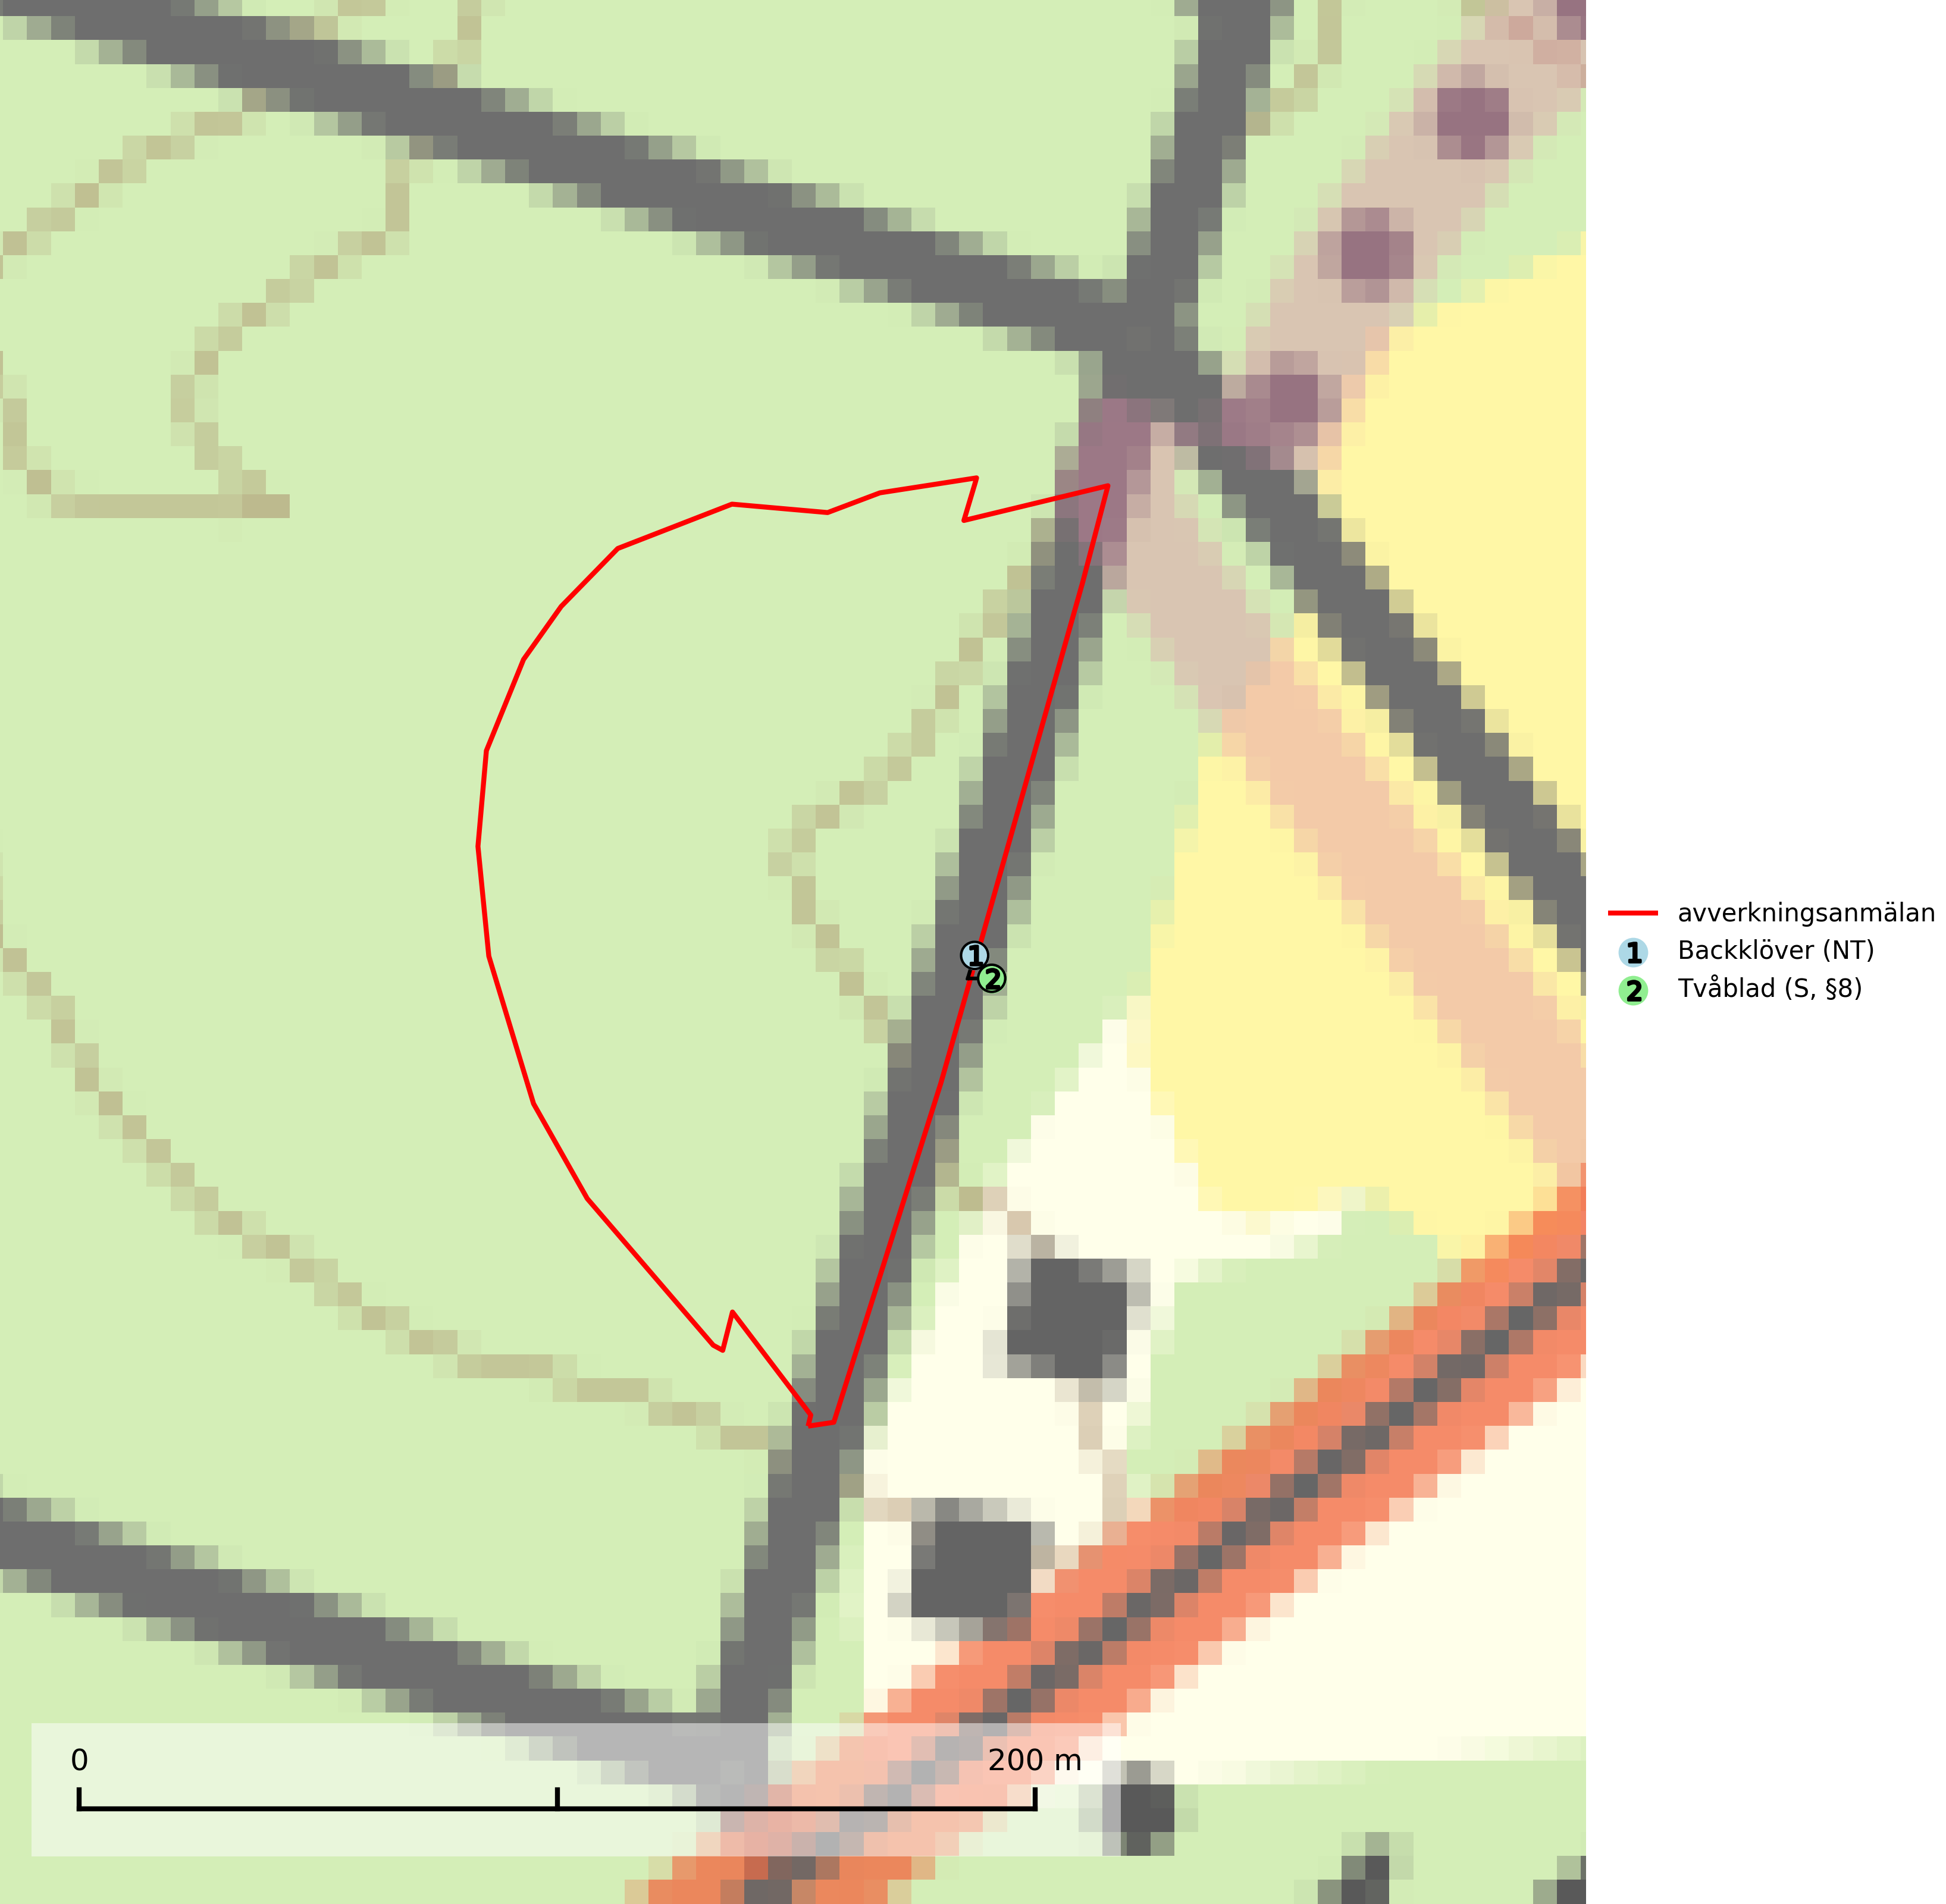 avverkningsanmälan
1 Backklöver (NT)
2 Tvåblad (S, §8)
1
2
0 200 m